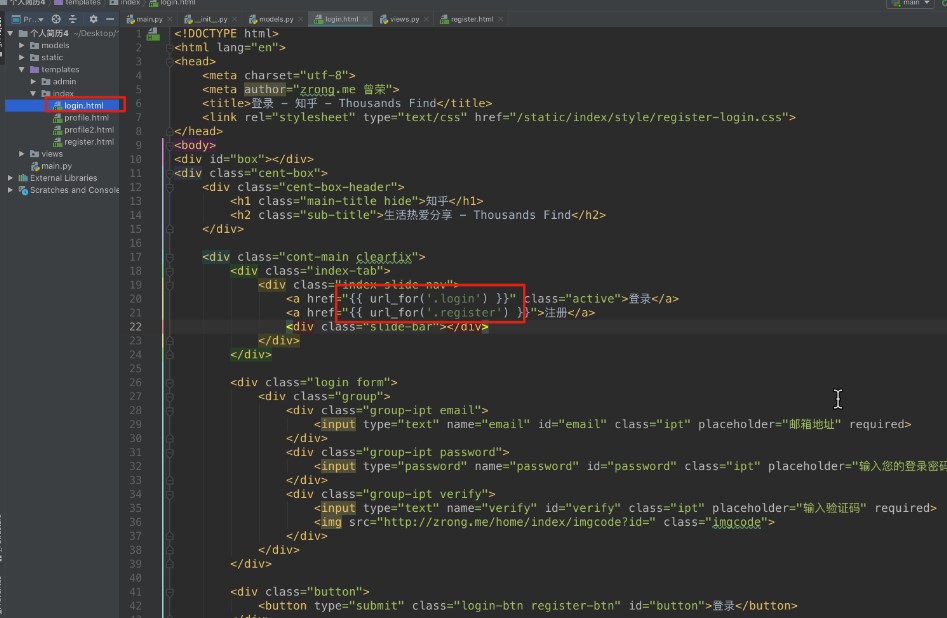 个人简历4 templates index login.html
main
Pr...
main.py
__init__.py
models.py
login.html
views.py
register.html
个人简历4 ~/Desktop/
models
static
templates
admin
index
login.html
profile.html
profile2.html
register.html
views
main.py
External Libraries
Scratches and Console
1 <!DOCTYPE html>
2 <html lang="en">
3 <head>
4 <meta charset="utf-8">
5 <meta author="zrong.me 曾荣">
6 <title>登录 - 知乎 - Thousands Find</title>
7 <link rel="stylesheet" type="text/css" href="/static/index/style/register-login.css">
8 </head>
9 <body>
10 <div id="box"></div>
11 <div class="cent-box">
12 <div class="cent-box-header">
13 <h1 class="main-title hide">知乎</h1>
14 <h2 class="sub-title">生活热爱分享 - Thousands Find</h2>
15 </div>
16
17 <div class="cont-main clearfix">
18 <div class="index-tab">
19 <div class="index-slide-nav">
20 <a href="{{ url_for('.login') }}" class="active">登录</a>
21 <a href="{{ url_for('.register') }}">注册</a>
22 <div class="slide-bar"></div>
23 </div>
24 </div>
25
26 <div class="login form">
27 <div class="group">
28 <div class="group-ipt email">
29 <input type="text" name="email" id="email" class="ipt" placeholder="邮箱地址" required>
30 </div>
31 <div class="group-ipt password">
32 <input type="password" name="password" id="password" class="ipt" placeholder="输入您的登录密码
33 </div>
34 <div class="group-ipt verify">
35 <input type="text" name="verify" id="verify" class="ipt" placeholder="输入验证码" required>
36 <img src="http://zrong.me/home/index/imgcode?id=" class="imgcode">
37 </div>
38 </div>
39 </div>
40
41 <div class="button">
42 <button type="submit" class="login-btn register-btn" id="button">登录</button>